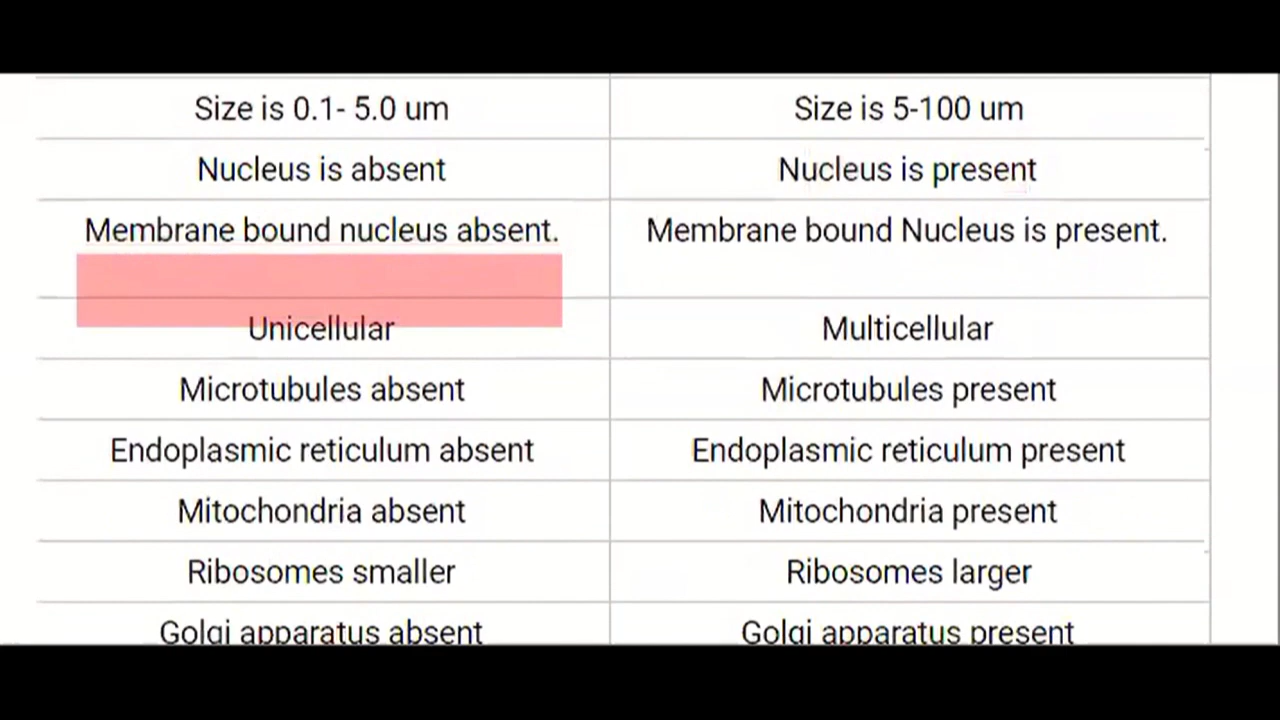 Size is 0.1- 5.0 um
Size is 5-100 um
Nucleus is absent
Nucleus is present
Membrane bound nucleus absent.
Membrane bound Nucleus is present.
Unicellular
Multicellular
Microtubules absent
Microtubules present
Endoplasmic reticulum absent
Endoplasmic reticulum present
Mitochondria absent
Mitochondria present
Ribosomes smaller
Ribosomes larger
Golgi apparatus absent
Golgi apparatus present